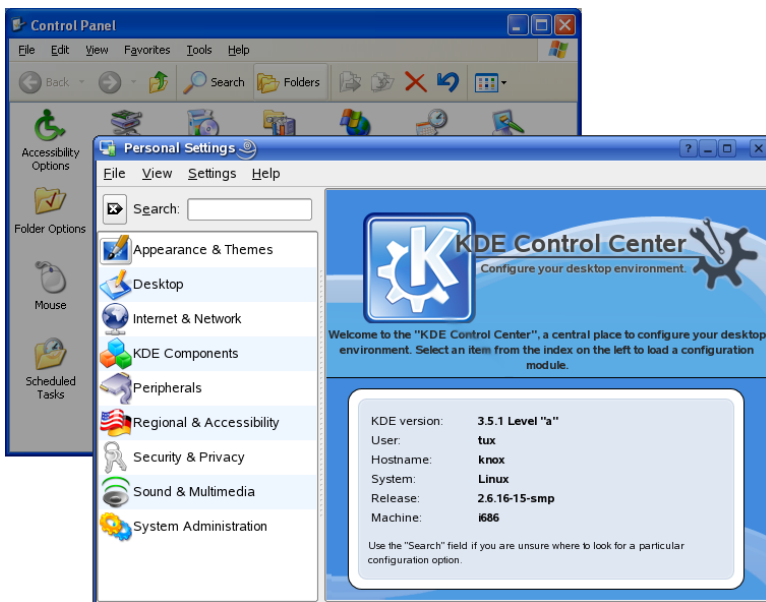 Control Panel
File Edit View Favorites Tools Help
Back Search Folders
Accessibility
Options
Folder Options
Mouse
Scheduled
Tasks
Personal Settings
File View Settings Help
Search:
Appearance & Themes
Desktop
Internet & Network
KDE Components
Peripherals
Regional & Accessibility
Security & Privacy
Sound & Multimedia
System Administration
KDE Control Center
Configure your desktop environment.
Welcome to the "KDE Control Center", a central place to configure your desktop
environment. Select an item from the index on the left to load a configuration
module.
KDE version: 3.5.1 Level "a"
User: tux
Hostname: knox
System: Linux
Release: 2.6.16-15-smp
Machine: i686
Use the "Search" field if you are unsure where to look for a particular
configuration option.